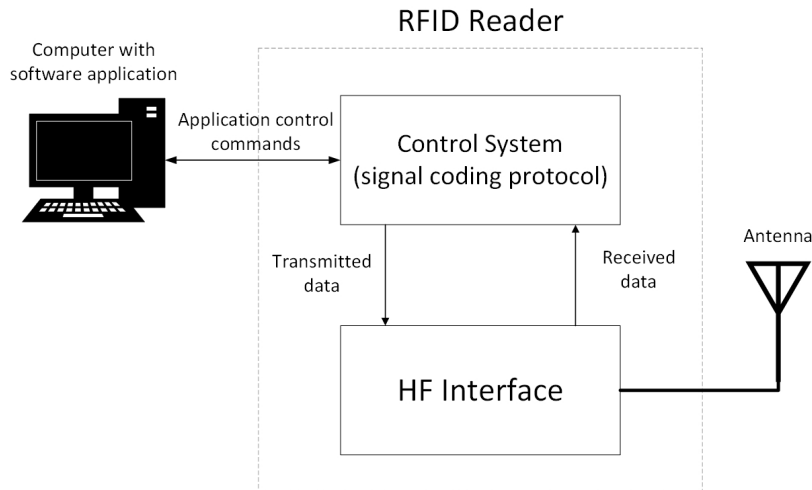 RFID Reader
Computer with
software application
Application control
commands
Control System
(signal coding protocol)
Transmitted
data
Received
data
Antenna
HF Interface